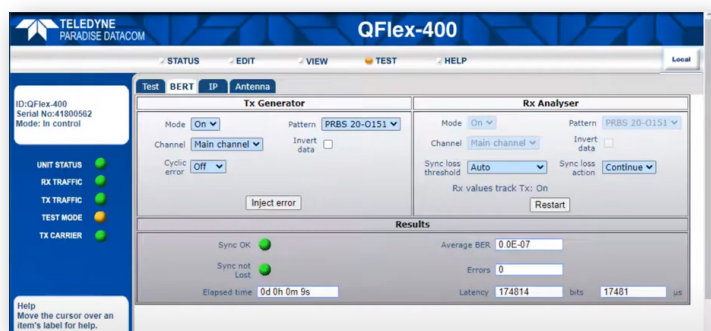 TELEDYNE
PARADISE DATACOM
QFlex-400
STATUS EDIT VIEW TEST HELP Local
Test BERT IP Antenna
ID:QFlex-400
Serial No:41800562
Mode: In control
UNIT STATUS
RX TRAFFIC
TX TRAFFIC
TEST MODE
TX CARRIER
Help
Move the cursor over an
item's label for help.
Tx Generator
Mode On Pattern PRBS 20-O151
Channel Main channel Invert data
Cyclic error Off
Inject error
Rx Analyser
Mode On Pattern PRBS 20-O151
Channel Main channel Invert data
Sync loss threshold Auto Sync loss action Continue
Rx values track Tx: On
Restart
Results
Sync OK Average BER 0.0E-07
Sync not Lost Errors 0
Elapsed time 0d 0h 0m 9s Latency 174814 bits 17481 µs